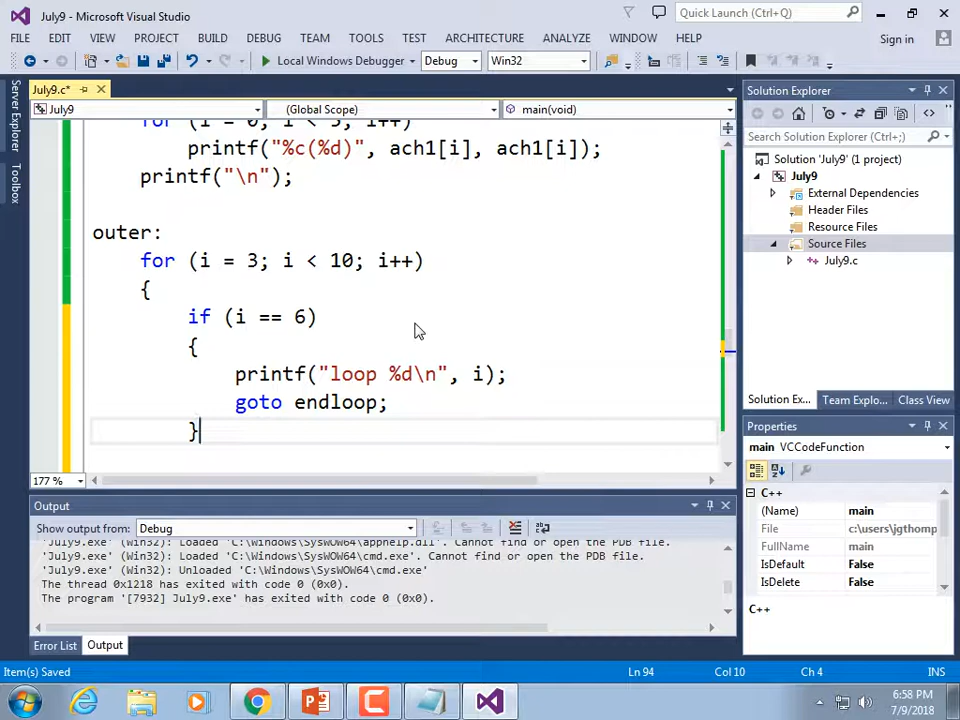 July9 - Microsoft Visual Studio
Quick Launch (Ctrl+Q)
FILE EDIT VIEW PROJECT BUILD DEBUG TEAM TOOLS TEST ARCHITECTURE ANALYZE WINDOW HELP
Sign in
Local Windows Debugger Debug Win32
Server Explorer
Toolbox
July9.c*
July9 (Global Scope) main(void)
for (i = 0; i < 5; i++)
printf("%c(%d)", ach1[i], ach1[i]);
printf("\n");
outer:
for (i = 3; i < 10; i++)
{
if (i == 6)
{
printf("loop %d\n", i);
goto endloop;
}
177 %
Solution Explorer
Search Solution Explorer (Ctrl+;)
Solution 'July9' (1 project)
July9
External Dependencies
Header Files
Resource Files
Source Files
July9.c
Solution Ex... Team Explo... Class View
Properties
main VCCodeFunction
C++
(Name) main
File c:\users\jgthomp
FullName main
IsDefault False
IsDelete False
C++
Output
Show output from: Debug
'July9.exe' (Win32): Loaded 'C:\Windows\SysWOW64\apphelp.dll'. Cannot find or open the PDB file.
'July9.exe' (Win32): Loaded 'C:\Windows\SysWOW64\cmd.exe'. Cannot find or open the PDB file.
'July9.exe' (Win32): Unloaded 'C:\Windows\SysWOW64\cmd.exe'
The thread 0x1218 has exited with code 0 (0x0).
The program '[7932] July9.exe' has exited with code 0 (0x0).
Error List Output
Item(s) Saved Ln 94 Col 10 Ch 4 INS
6:58 PM
7/9/2018